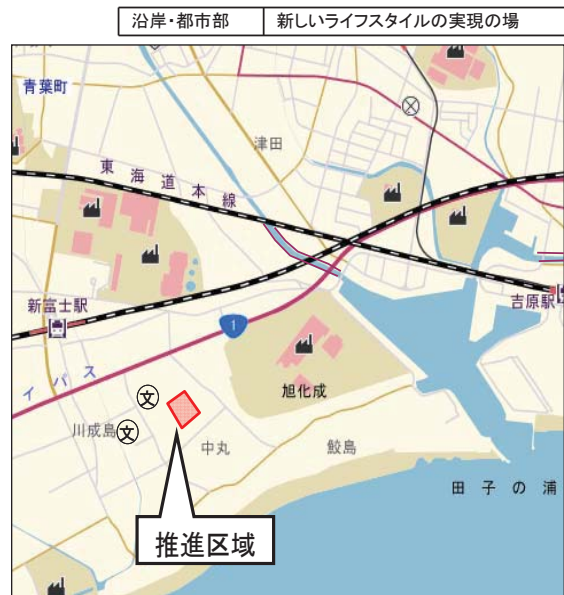 沿岸・都市部 新しいライフスタイルの実現の場
青葉町
津田
東海道本線
新富士駅
吉原駅
1
イパス
旭化成
文
川成島
文
中丸
鮫島
田子の浦
推進区域